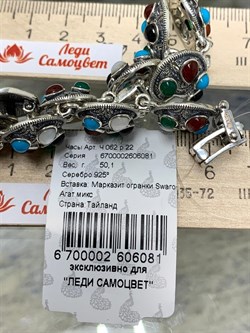 Леди
Самоцвет
Часы Арт. Ч 062 р.22
Серия : 6700002606081
Вес, г : 50,1
Серебро 925°
Вставка: Марказит огранки Swaro
Агат микс
Страна Тайланд
6 700002 606081
эксклюзивно для
"ЛЕДИ САМОЦВЕТ"